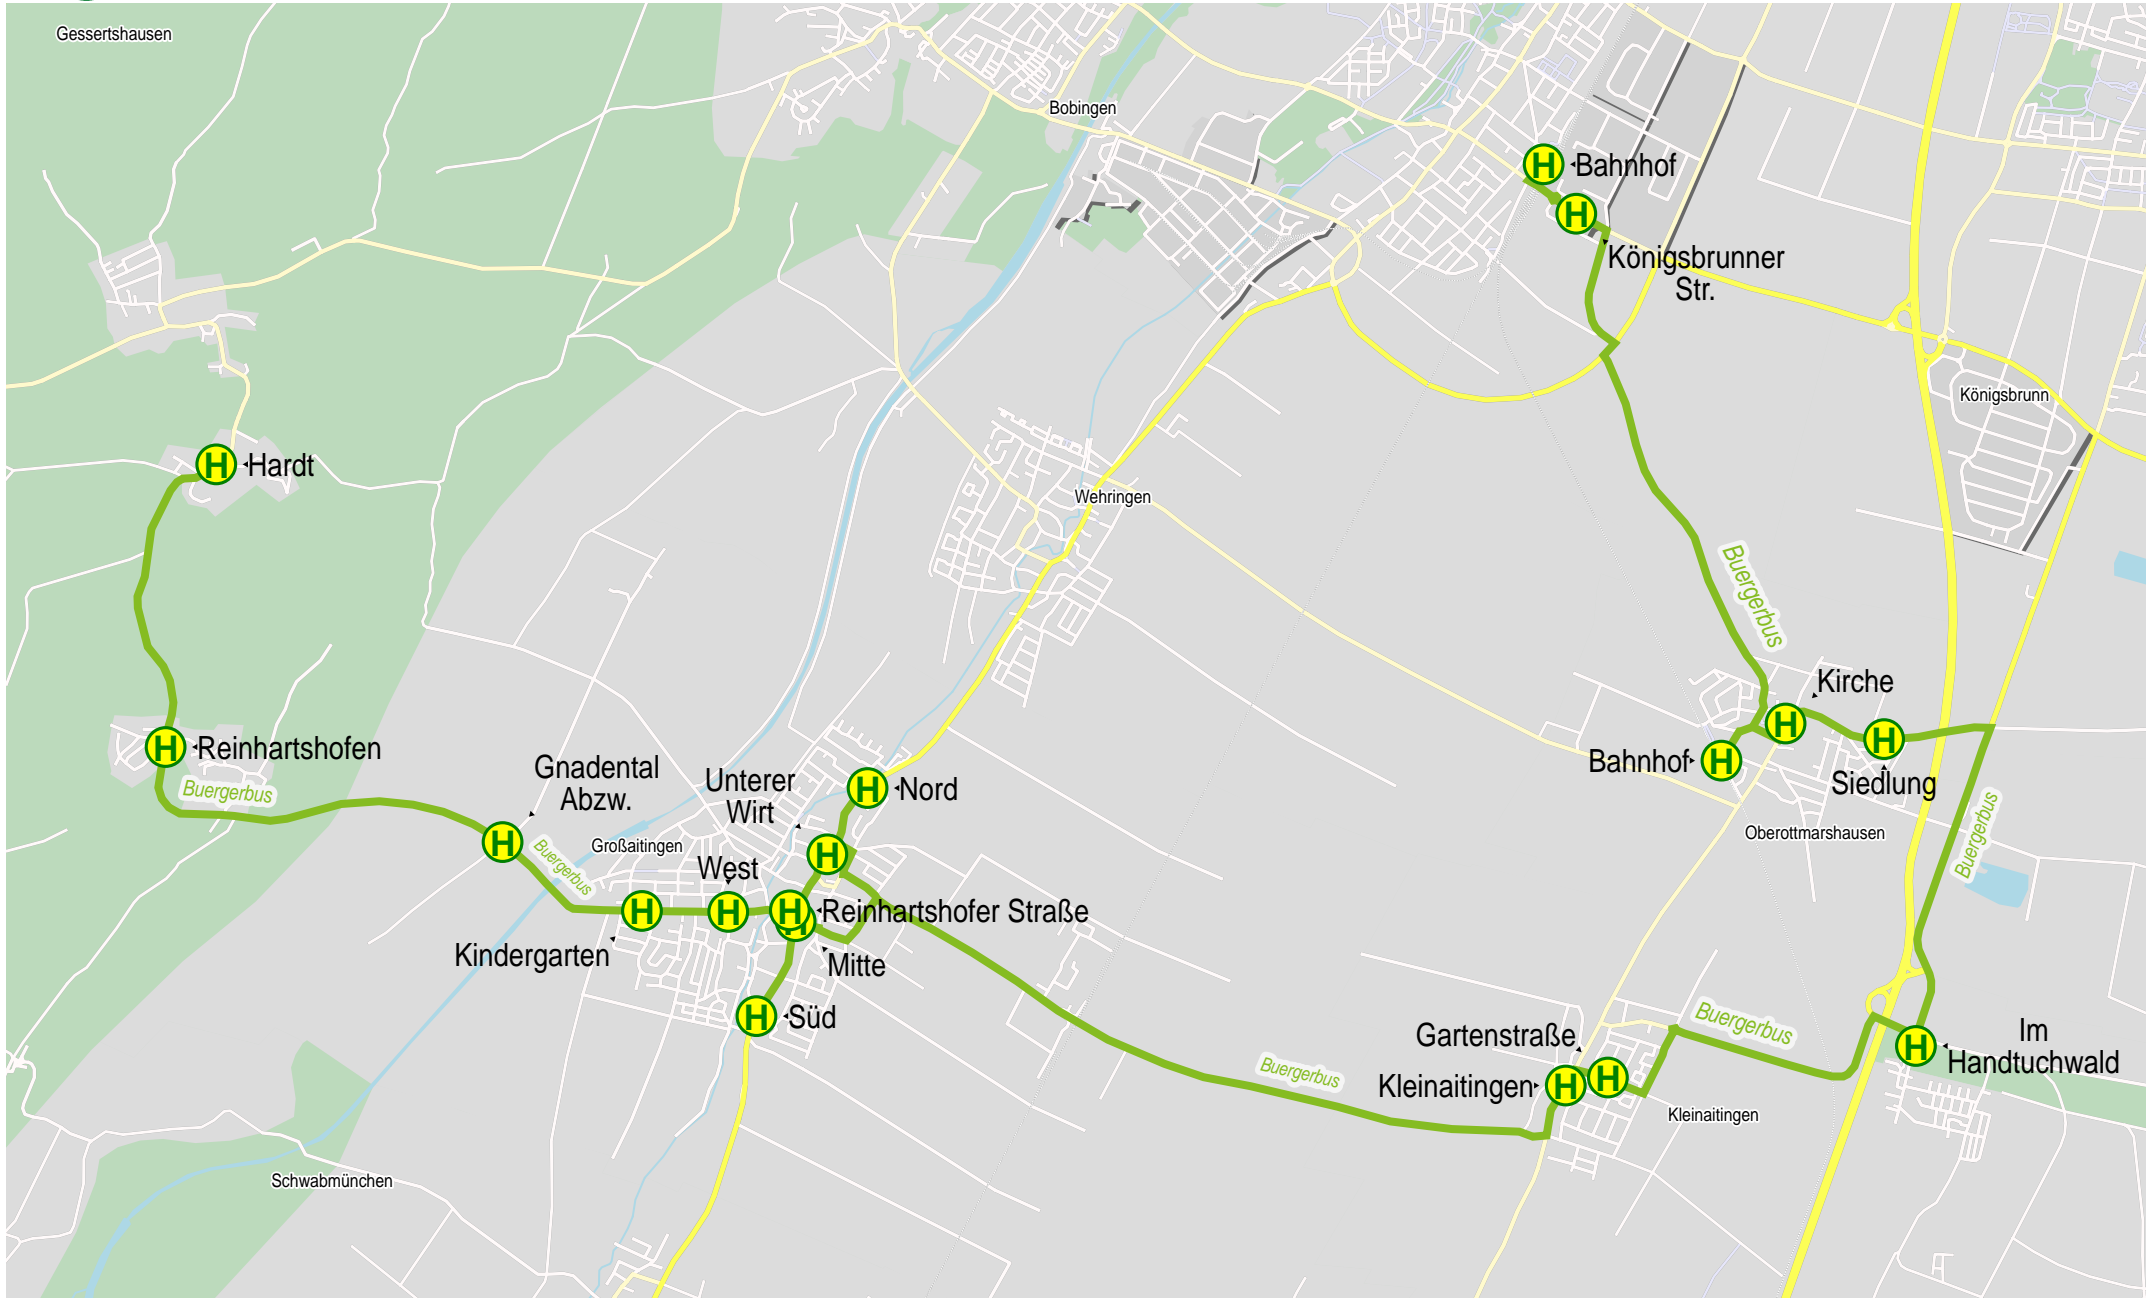 Gessertshausen
Bobingen
H
Bahnhof
H
Königsbrunner
Str.
Königsbrunn
H
Hardt
Wehringen
Buergerbus
Kirche
H
H
Siedlung
Bahnhof
H
H
Reinhartshofen
Buergerbus
Gnadental
Abzw.
H
Buergerbus
Unterer
Wirt
H
Nord
Großaitingen
H
West
Oberottmarshausen
Buergerbus
H
H
H
Reinhartshofer Straße
H
Kindergarten
Mitte
H
Süd
Buergerbus
Gartenstraße
Buergerbus
H
Im
Handtuchwald
Kleinaitingen
H
H
Kleinaitingen
Schwabmünchen